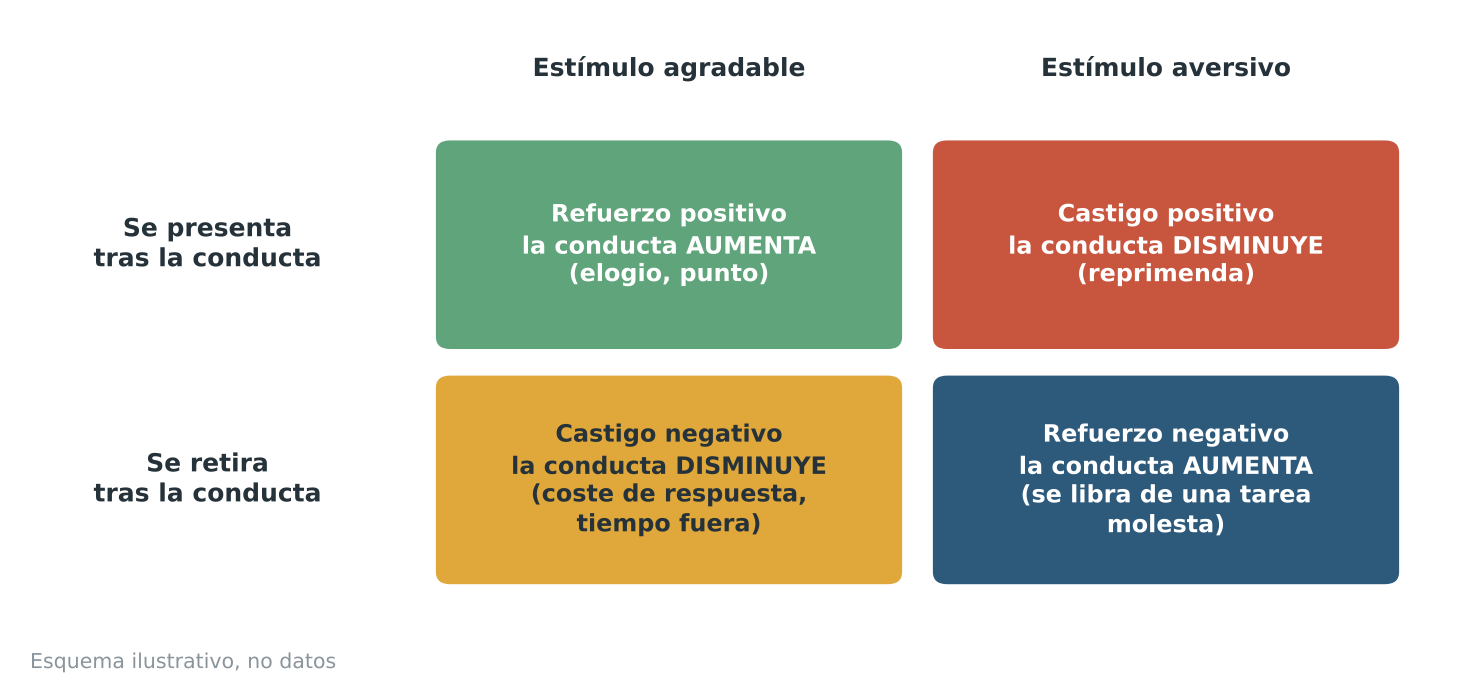 Estímulo agradable
Estímulo aversivo
Se presenta
tras la conducta
Refuerzo positivo
la conducta AUMENTA
(elogio, punto)
Castigo positivo
la conducta DISMINUYE
(reprimenda)
Se retira
tras la conducta
Castigo negativo
la conducta DISMINUYE
(coste de respuesta,
tiempo fuera)
Refuerzo negativo
la conducta AUMENTA
(se libra de una tarea
molesta)
Esquema ilustrativo, no datos